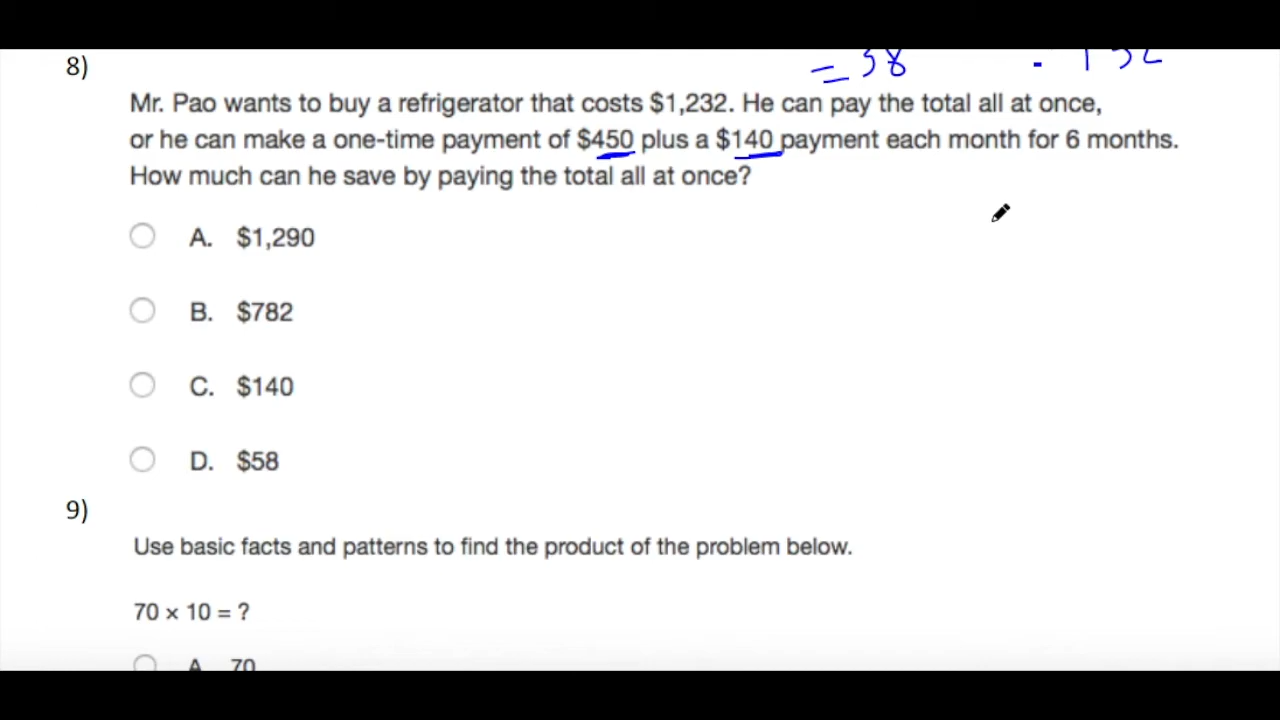 8)
= 58
Mr. Pao wants to buy a refrigerator that costs $1,232. He can pay the total all at once,
or he can make a one-time payment of $450 plus a $140 payment each month for 6 months.
How much can he save by paying the total all at once?
A. $1,290
B. $782
C. $140
D. $58
9)
Use basic facts and patterns to find the product of the problem below.
70 × 10 = ?
A. 70